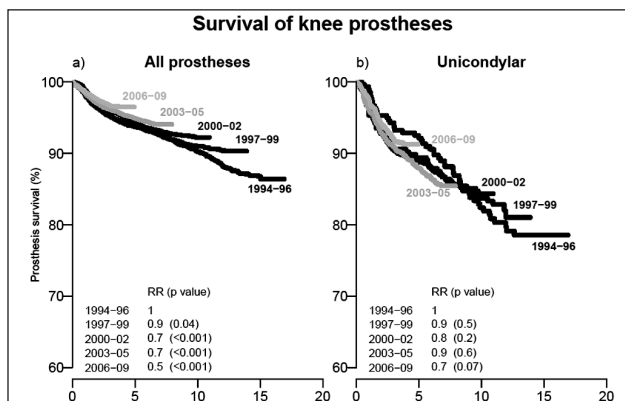 Survival of knee prostheses
a) All prostheses
Prosthesis survival (%)
100
90
80
70
60
2006–09
2003–05
2000–02
1997–99
1994–96
RR (p value)
1994–96 1
1997–99 0.9 (0.04)
2000–02 0.7 (<0.001)
2003–05 0.7 (<0.001)
2006–09 0.5 (<0.001)
0 5 10 15 20
b) Unicondylar
100
90
80
70
60
2006–09
2003–05
2000–02
1997–99
1994–96
RR (p value)
1994–96 1
1997–99 0.9 (0.5)
2000–02 0.8 (0.2)
2003–05 0.9 (0.6)
2006–09 0.7 (0.07)
0 5 10 15 20